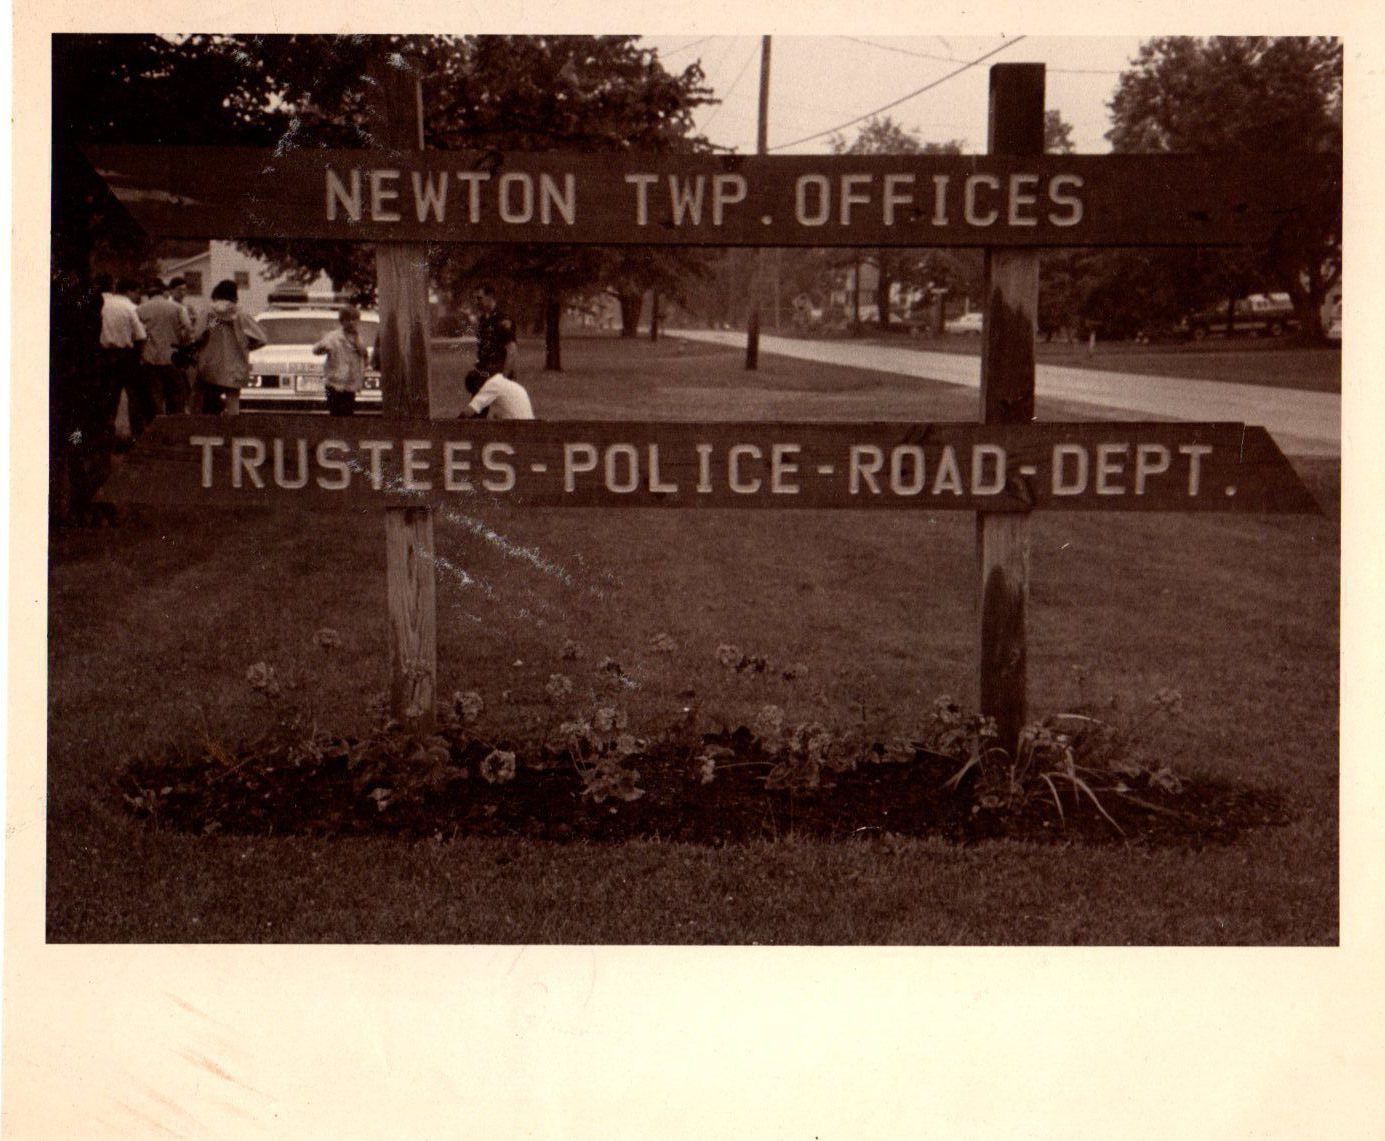 NEWTON TWP. OFFICES
TRUSTEES-POLICE-ROAD-DEPT.